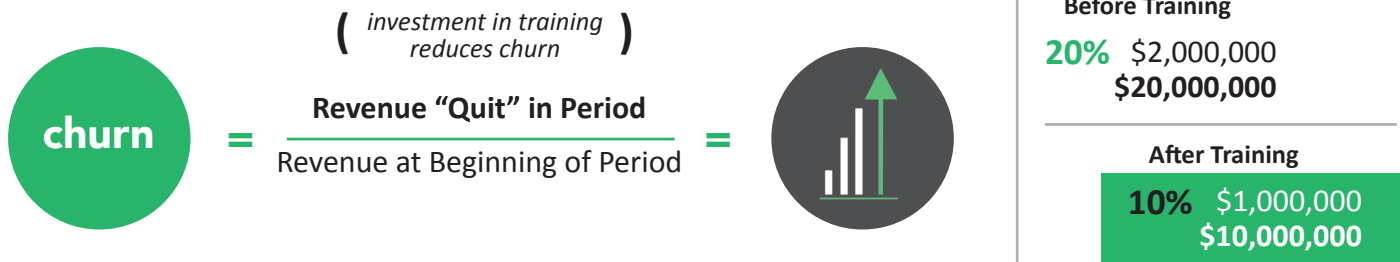 ( investment in training
reduces churn )
churn
=
Revenue “Quit” in Period
Revenue at Beginning of Period
=
Before Training
20% $2,000,000
$20,000,000
After Training
10% $1,000,000
$10,000,000